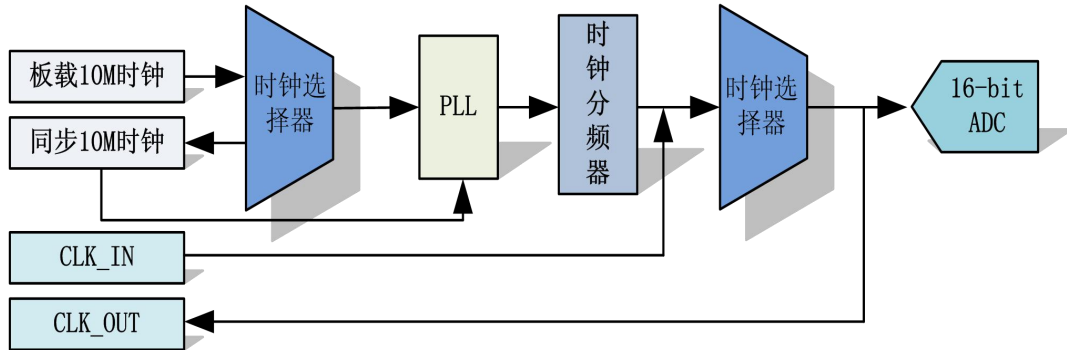 板载10M时钟
同步10M时钟
CLK_IN
CLK_OUT
时钟选
择器
PLL
时
钟
分
频
器
时钟选
择器
16-bit
ADC